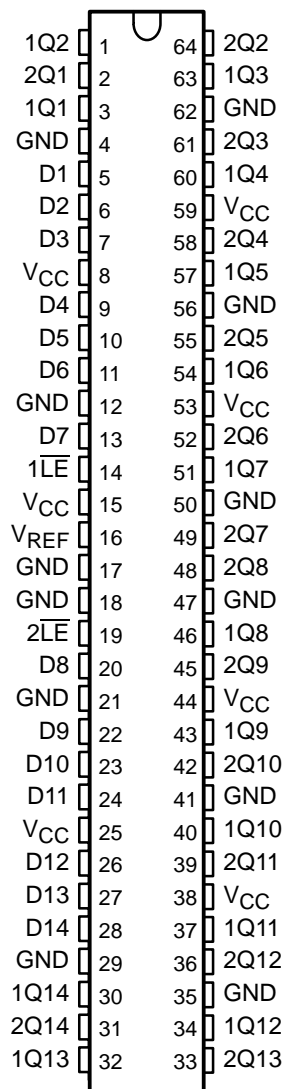 1Q2 1 64 2Q2
2Q1 2 63 1Q3
1Q1 3 62 GND
GND 4 61 2Q3
D1 5 60 1Q4
D2 6 59 VCC
D3 7 58 2Q4
VCC 8 57 1Q5
D4 9 56 GND
D5 10 55 2Q5
D6 11 54 1Q6
GND 12 53 VCC
D7 13 52 2Q6
1L̅E̅ 14 51 1Q7
VCC 15 50 GND
VREF 16 49 2Q7
GND 17 48 2Q8
GND 18 47 GND
2L̅E̅ 19 46 1Q8
D8 20 45 2Q9
GND 21 44 VCC
D9 22 43 1Q9
D10 23 42 2Q10
D11 24 41 GND
VCC 25 40 1Q10
D12 26 39 2Q11
D13 27 38 VCC
D14 28 37 1Q11
GND 29 36 2Q12
1Q14 30 35 GND
2Q14 31 34 1Q12
1Q13 32 33 2Q13